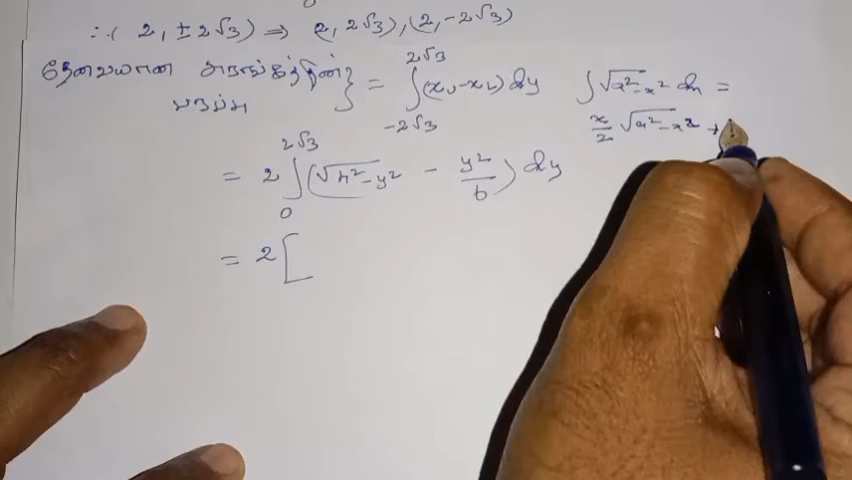 ∴ ( 2, ±2√3) ⇒ 2, 2√3), (2, -2√3)
தேவையான அரங்கத்தின் பரப்பு } = ∫_{-2√3}^{2√3} (x₁ - x₂) dy
= 2 ∫_{0}^{2√3} (√4² - y² - y²/6) dy
= 2 [
∫ √a² - x² dx =
x/2 √a² - x² +